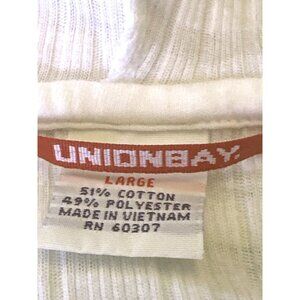 UNIONBAY.
LARGE
51% COTTON
49% POLYESTER
MADE IN VIETNAM
RN 60307